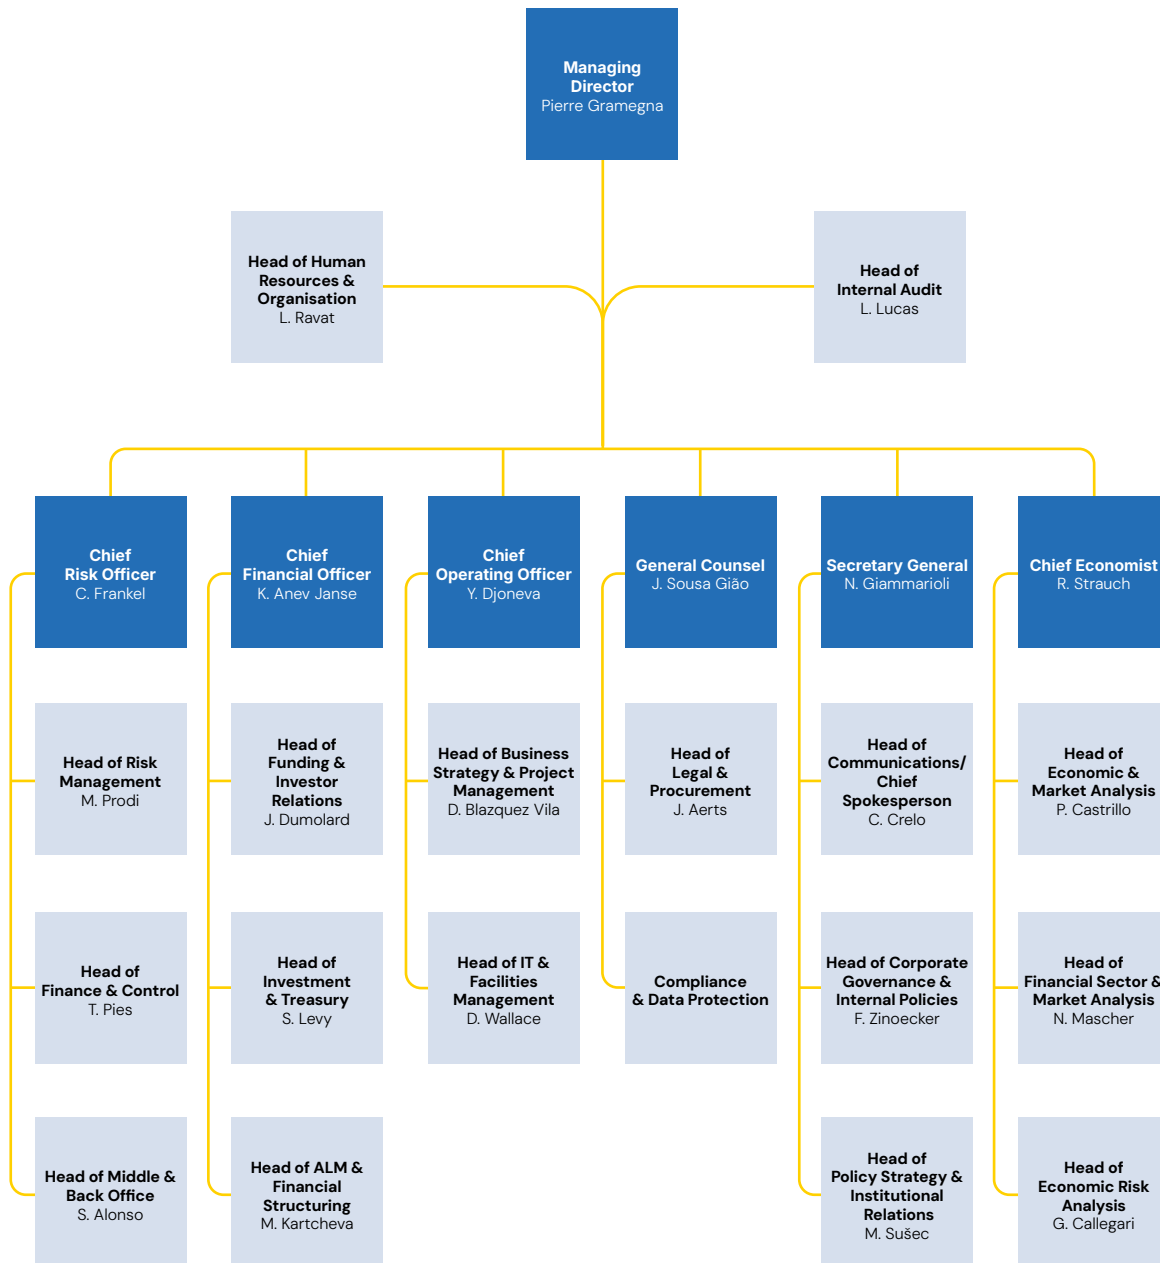 Managing
Director
Pierre Gramegna
Head of Human
Resources &
Organisation
L. Ravat
Head of
Internal Audit
L. Lucas
Chief
Risk Officer
C. Frankel
Chief
Financial Officer
K. Anev Janse
Chief
Operating Officer
Y. Djoneva
General Counsel
J. Sousa Gião
Secretary General
N. Giammarioli
Chief Economist
R. Strauch
Head of Risk
Management
M. Prodi
Head of
Funding &
Investor
Relations
J. Dumolard
Head of Business
Strategy & Project
Management
D. Blazquez Vila
Head of
Legal &
Procurement
J. Aerts
Head of
Communications/
Chief
Spokesperson
C. Crelo
Head of
Economic &
Market Analysis
P. Castrillo
Head of
Finance & Control
T. Pies
Head of
Investment
& Treasury
S. Levy
Head of IT &
Facilities
Management
D. Wallace
Compliance
& Data Protection
Head of Corporate
Governance &
Internal Policies
F. Zinoecker
Head of
Financial Sector &
Market Analysis
N. Mascher
Head of Middle &
Back Office
S. Alonso
Head of ALM &
Financial
Structuring
M. Kartcheva
Head of
Policy Strategy &
Institutional
Relations
M. Sušec
Head of
Economic Risk
Analysis
G. Callegari